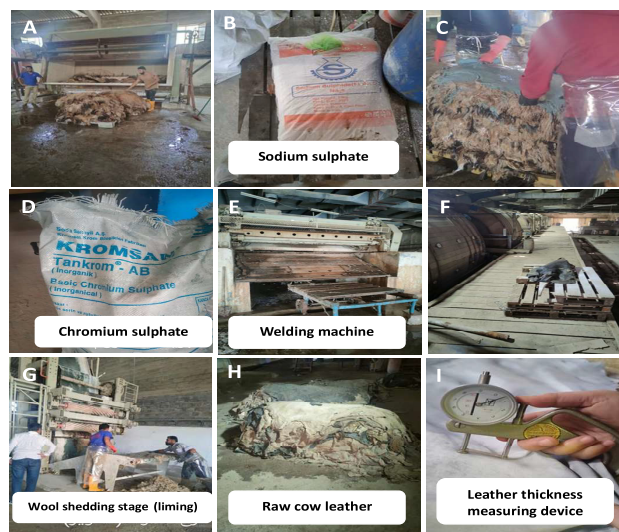 A
B
Sodium sulphate
C
D
KROMSAN
Tankrom® - AB
(Inorganik)
Basic Chromium Sulphate
(Inorganical)
Chromium sulphate
E
Welding machine
F
G
Wool shedding stage (liming)
H
Raw cow leather
I
Leather thickness
measuring device